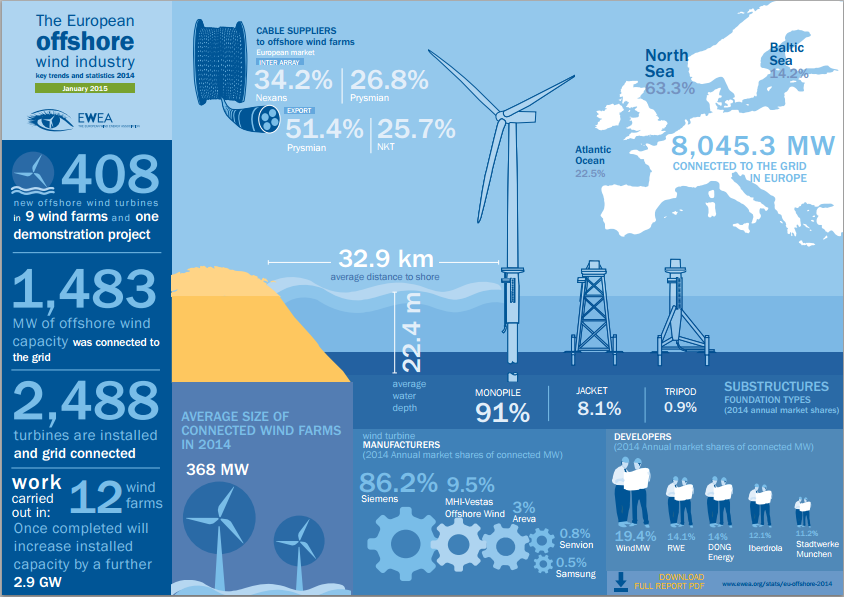 The European
offshore
wind industry
key trends and statistics 2014
January 2015
EWEA
THE EUROPEAN WIND ENERGY ASSOCIATION
408
new offshore wind turbines
in 9 wind farms and one
demonstration project
1,483
MW of offshore wind
capacity was connected to
the grid
2,488
turbines are installed
and grid connected
work
carried
out in:
12 wind
farms
Once completed will
increase installed
capacity by a further
2.9 GW
CABLE SUPPLIERS
to offshore wind farms
European market
INTER ARRAY
34.2% 26.8%
Nexans Prysmian
EXPORT
51.4% 25.7%
Prysmian NKT
North
Sea
63.3%
Baltic
Sea
14.2%
Atlantic
Ocean
22.5%
8,045.3 MW
CONNECTED TO THE GRID
IN EUROPE
32.9 km
average distance to shore
22.4 m
average
water
depth
MONOPILE
91%
JACKET
8.1%
TRIPOD
0.9%
SUBSTRUCTURES
FOUNDATION TYPES
(2014 annual market shares)
AVERAGE SIZE OF
CONNECTED WIND FARMS
IN 2014
368 MW
wind turbine
MANUFACTURERS
(2014 Annual market shares of connected MW)
86.2%
Siemens
9.5%
MHI-Vestas
Offshore Wind
3%
Areva
0.8%
Senvion
0.5%
Samsung
DEVELOPERS
(2014 Annual market shares of connected MW)
19.4%
WindMW
14.1%
RWE
14%
DONG
Energy
12.1%
Iberdrola
11.2%
Stadtwerke
Munchen
DOWNLOAD
FULL REPORT PDF
www.ewea.org/stats/eu-offshore-2014